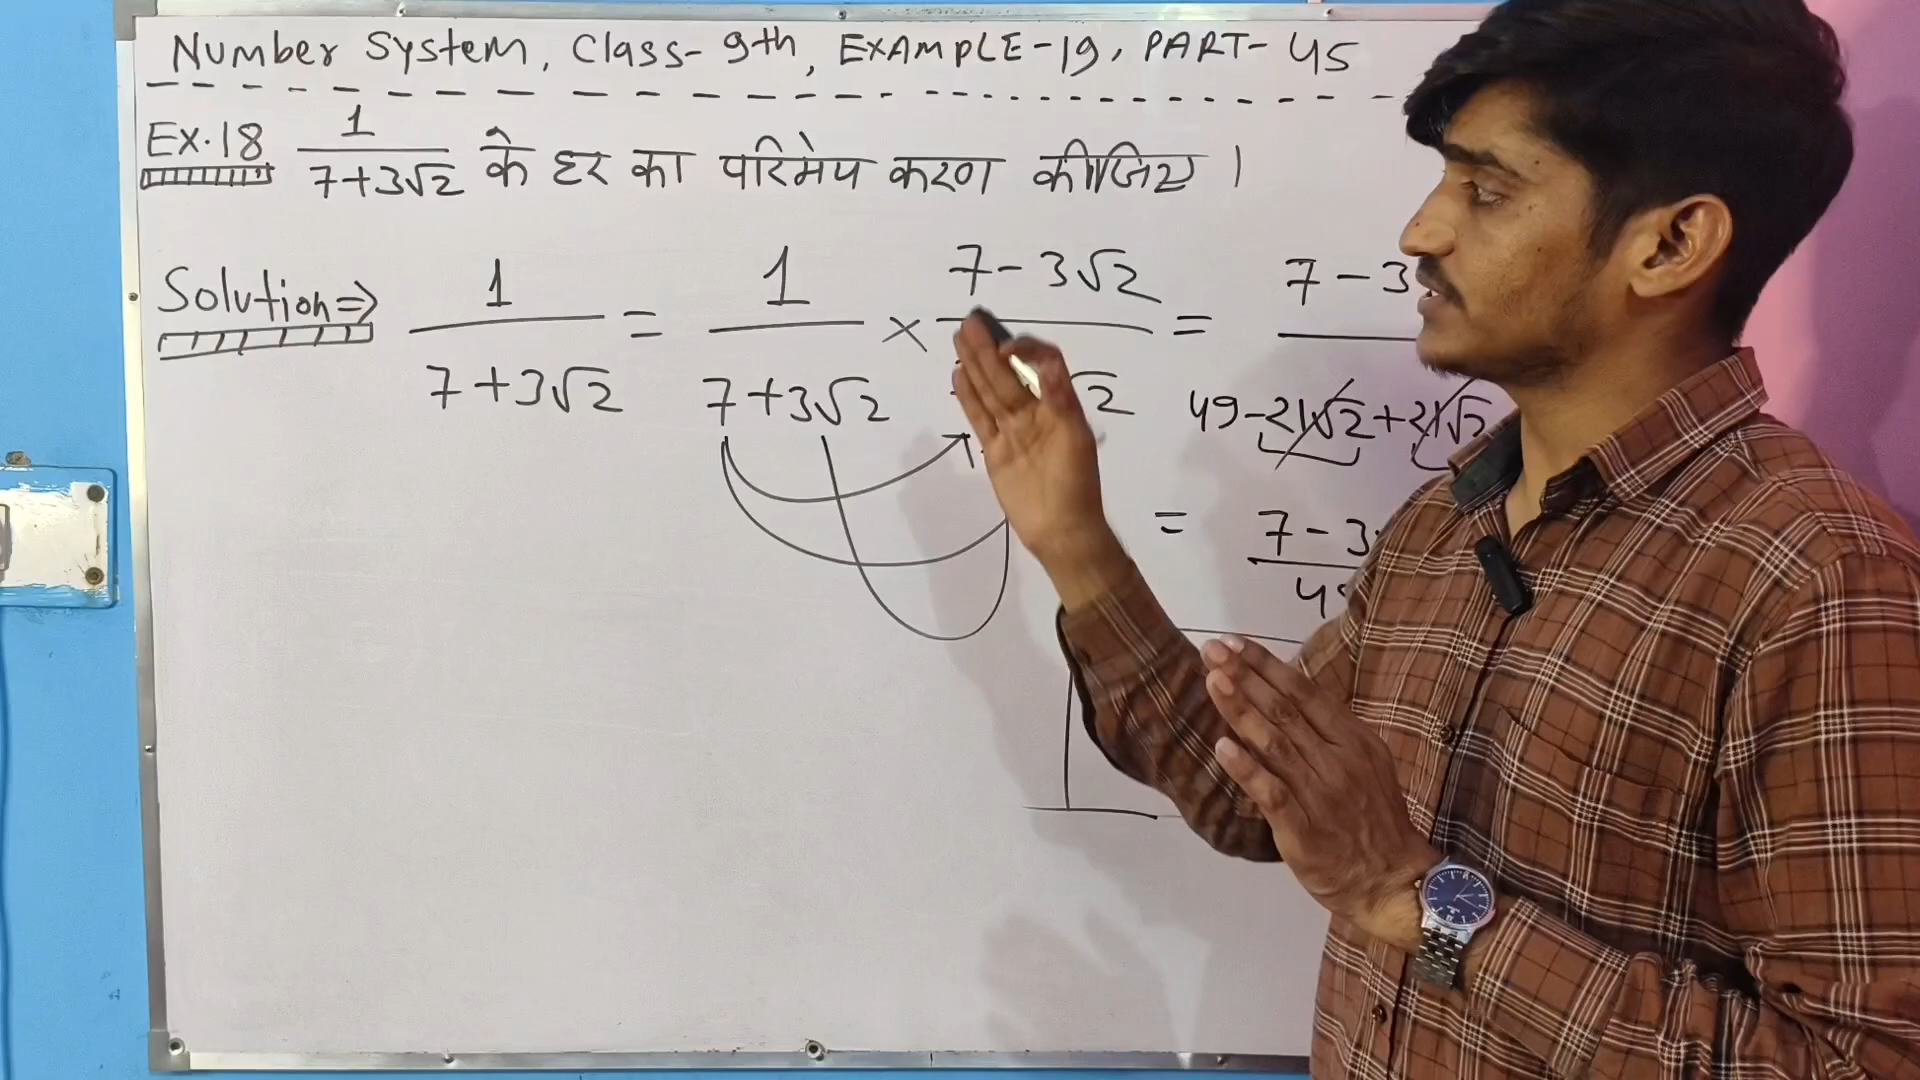 Number System, Class-9th, EXAMPLE-19, PART-45
Ex.18 1/(7+3√2) के हर का परिमेय करण कीजिए ।
Solution⇒ 1/(7+3√2) = 1/(7+3√2) × (7-3√2)/ √2 = 7-3
49-21√2+21√2
= 7-3